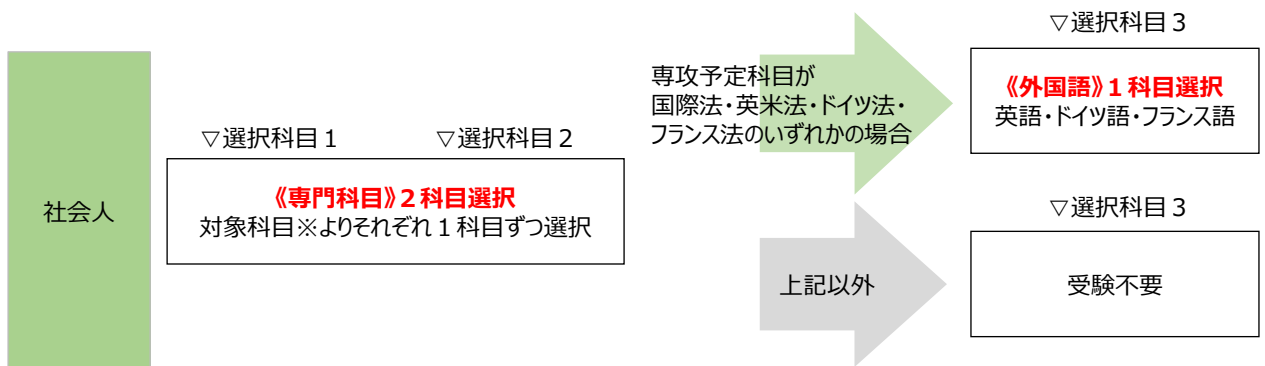 社会人
▽選択科目1
▽選択科目2
《専門科目》2科目選択
対象科目※よりそれぞれ1科目ずつ選択
専攻予定科目が
国際法・英米法・ドイツ法・
フランス法のいずれかの場合
▽選択科目3
《外国語》1科目選択
英語・ドイツ語・フランス語
上記以外
▽選択科目3
受験不要